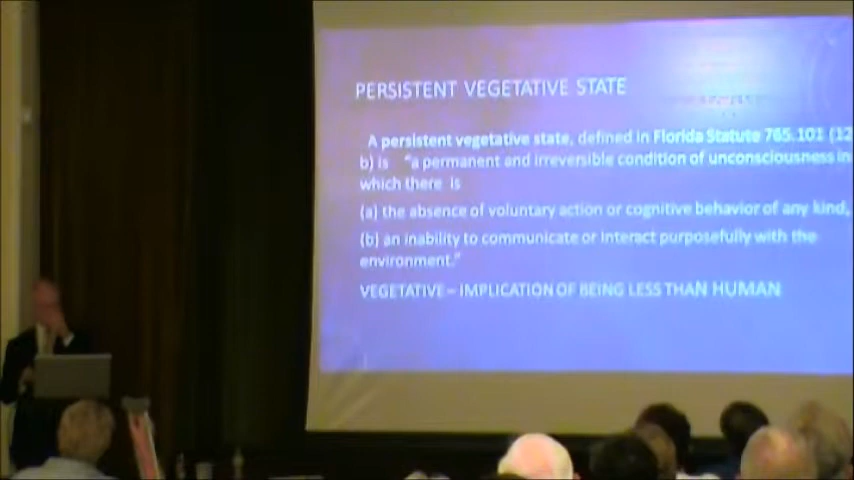 PERSISTENT VEGETATIVE STATE
A persistent vegetative state, defined in Florida Statute 765.101 (12
b) is "a permanent and irreversible condition of unconsciousness in
which there is
(a) the absence of voluntary action or cognitive behavior of any kind,
(b) an inability to communicate or interact purposefully with the
environment."
VEGETATIVE – IMPLICATION OF BEING LESS THAN HUMAN